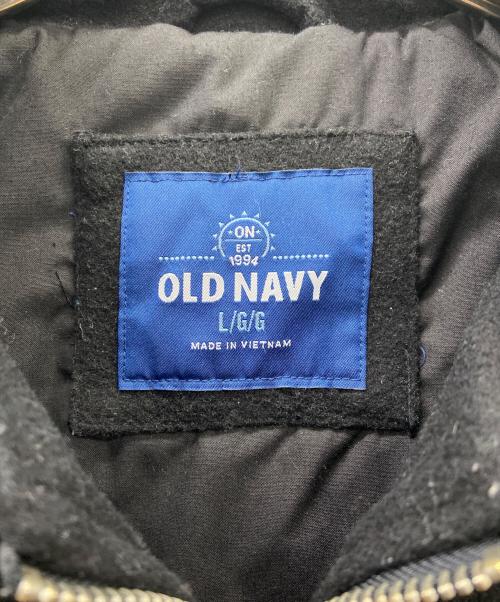 ON
EST
1994
OLD NAVY
L/G/G
MADE IN VIETNAM